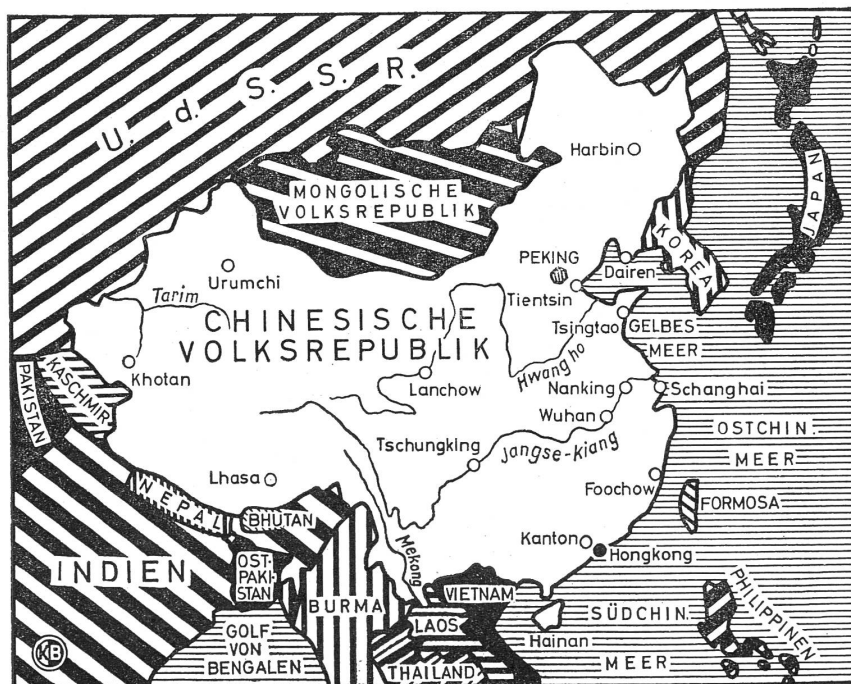 U. d. S. S. R.
Harbin
MONGOLISCHE
VOLKSREPUBLIK
JAPAN
KOREA
PEKING
Dairen
Urumchi
Tientsin
Tarim
CHINESISCHE
VOLKSREPUBLIK
Tsingtao
GELBES
MEER
Hwangho
KASCHMIR
PAKISTAN
Khotan
Lanchow
Nanking
Schanghai
Wuhan
OSTCHIN.
MEER
Tschungking
Jangse-kiang
Lhasa
Foochow
FORMOSA
NEPAL
BHUTAN
Kanton
Hongkong
Mekong
INDIEN
OST-
PAKI-
STAN
BURMA
VIETNAM
LAOS
Hainan
SÜDCHIN.
MEER
PHILIPPINEN
GOLF
VON
BENGALEN
THAILAND
KB